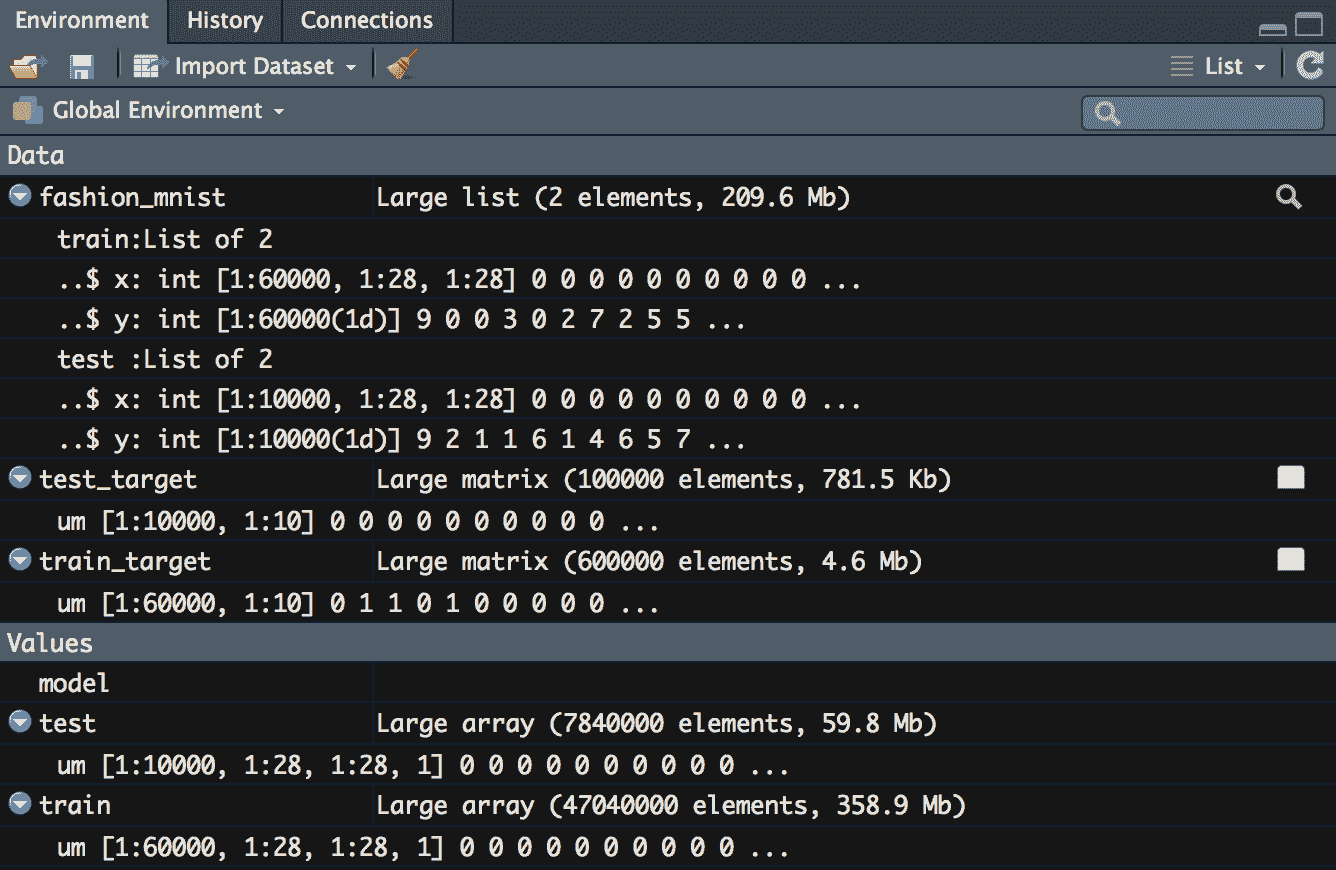 Environment History Connections
Import Dataset List
Global Environment
Data
fashion_mnist Large list (2 elements, 209.6 Mb)
train:List of 2
..$ x: int [1:60000, 1:28, 1:28] 0 0 0 0 0 0 0 0 0 0 ...
..$ y: int [1:60000(1d)] 9 0 0 3 0 2 7 2 5 5 ...
test :List of 2
..$ x: int [1:10000, 1:28, 1:28] 0 0 0 0 0 0 0 0 0 0 ...
..$ y: int [1:10000(1d)] 9 2 1 1 6 1 4 6 5 7 ...
test_target Large matrix (100000 elements, 781.5 Kb)
um [1:10000, 1:10] 0 0 0 0 0 0 0 0 0 0 ...
train_target Large matrix (600000 elements, 4.6 Mb)
um [1:60000, 1:10] 0 1 1 0 1 0 0 0 0 0 ...
Values
model
test Large array (7840000 elements, 59.8 Mb)
um [1:10000, 1:28, 1:28, 1] 0 0 0 0 0 0 0 0 0 0 ...
train Large array (47040000 elements, 358.9 Mb)
um [1:60000, 1:28, 1:28, 1] 0 0 0 0 0 0 0 0 0 0 ...